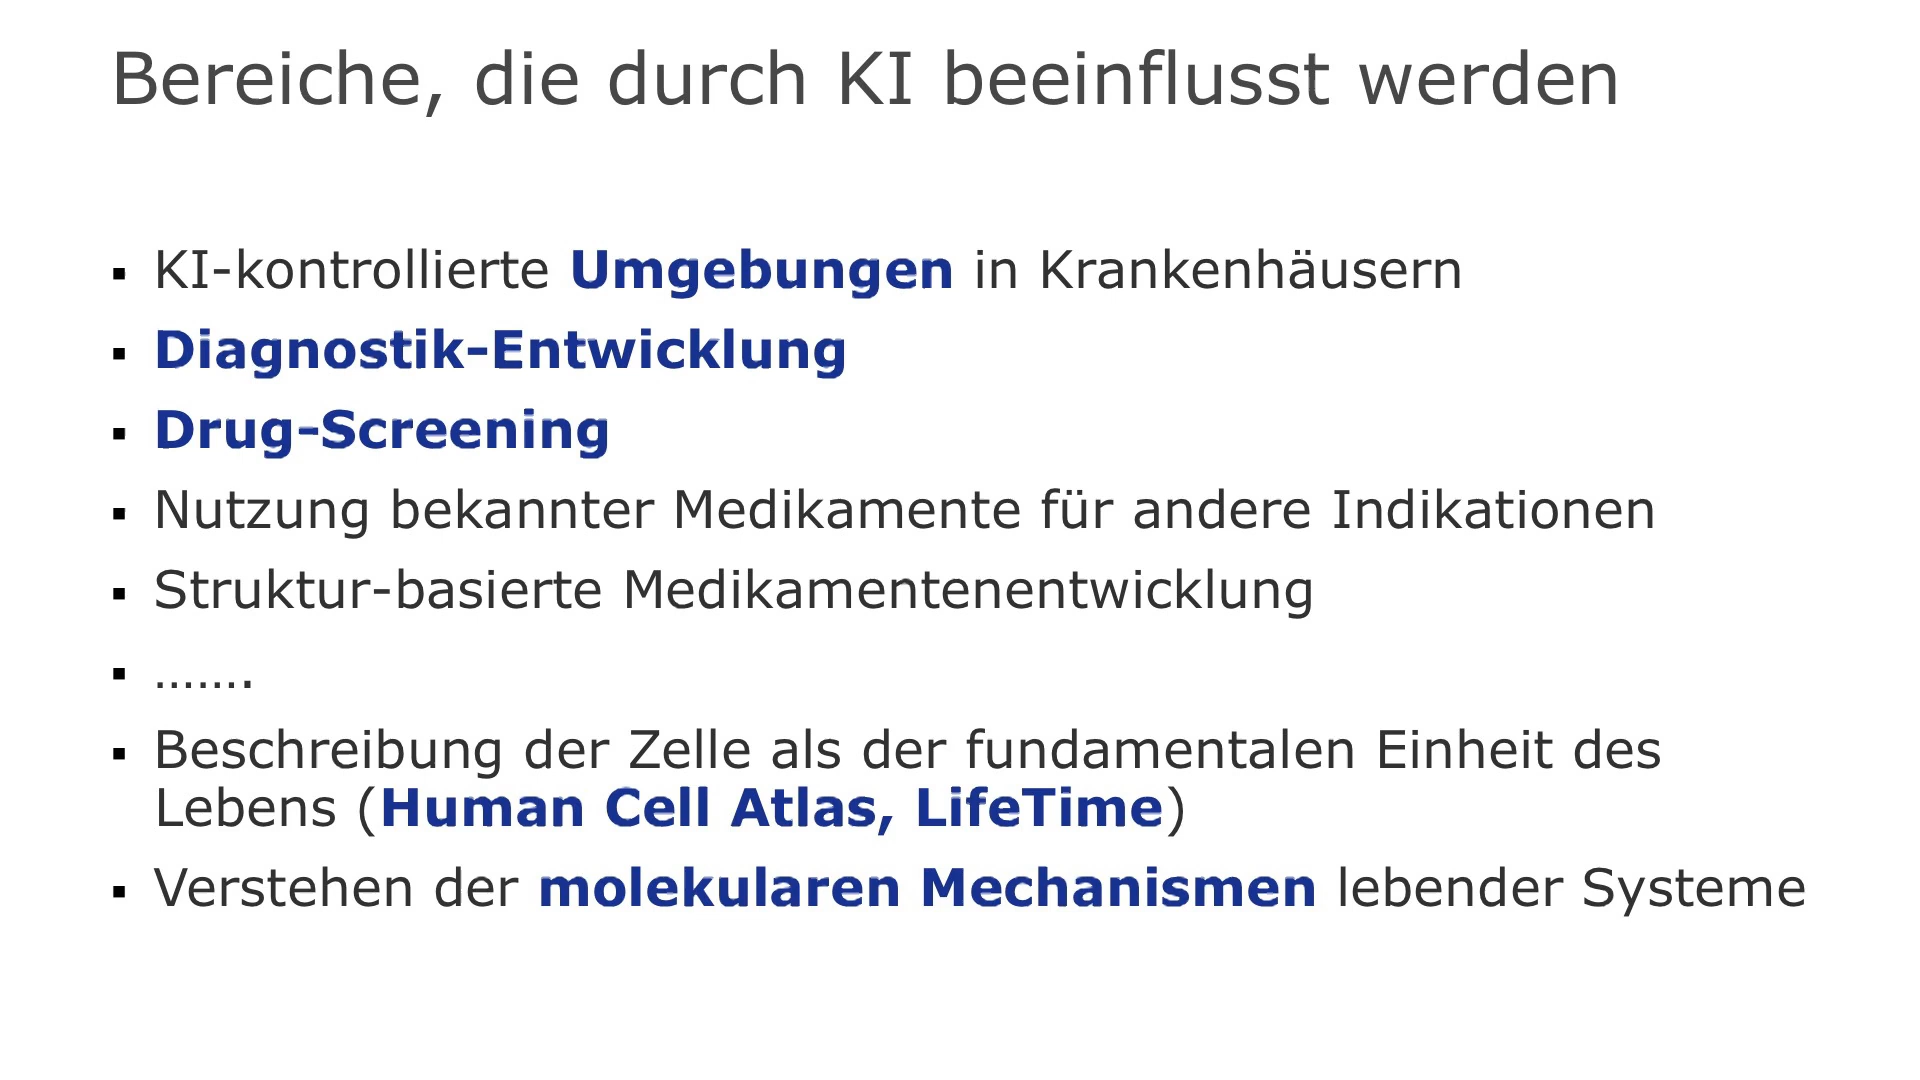 Bereiche, die durch KI beeinflusst werden
▪ KI-kontrollierte Umgebungen in Krankenhäusern
▪ Diagnostik-Entwicklung
▪ Drug-Screening
▪ Nutzung bekannter Medikamente für andere Indikationen
▪ Struktur-basierte Medikamentenentwicklung
▪ …….
▪ Beschreibung der Zelle als der fundamentalen Einheit des
Lebens (Human Cell Atlas, LifeTime)
▪ Verstehen der molekularen Mechanismen lebender Systeme